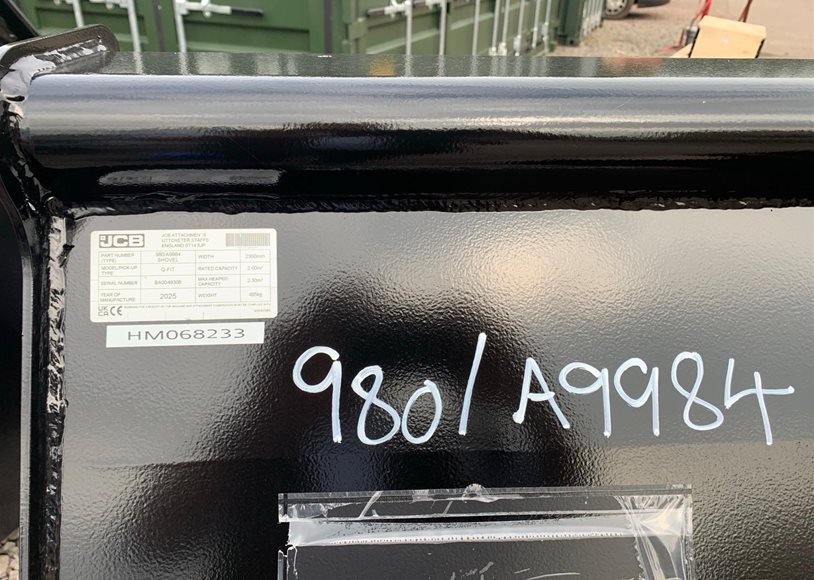 JCB
JCB ATTACHMENTS
UTTOXETER STAFFS
ENGLAND ST14
PART NUMBER (TYPE) 980/A9984 SHOVEL WIDTH 2300mm
MODEL/PICK-UP TYPE Q-FIT RATED CAPACITY 2.00m³
SERIAL NUMBER MAX HEAPED CAPACITY 2.30m³
YEAR OF MANUFACTURE 2025 WEIGHT
UK CA CE
HM068233
980/A9984